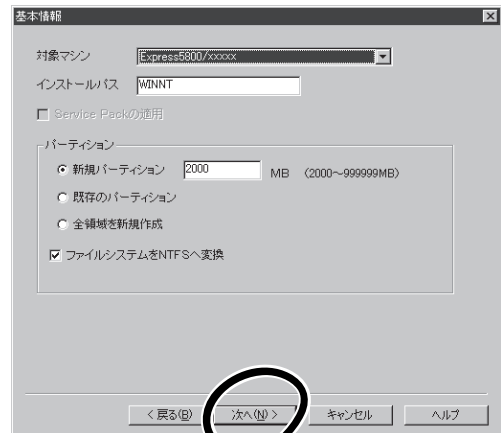 基本情報
対象マシン Express5800/xxxxx
インストールパス WINNT
Service Packの適用
パーティション
新規パーティション 2000 MB (2000～999999MB)
既存のパーティション
全領域を新規作成
ファイルシステムをNTFSへ変換
< 戻る(B) 次へ(N) > キャンセル ヘルプ